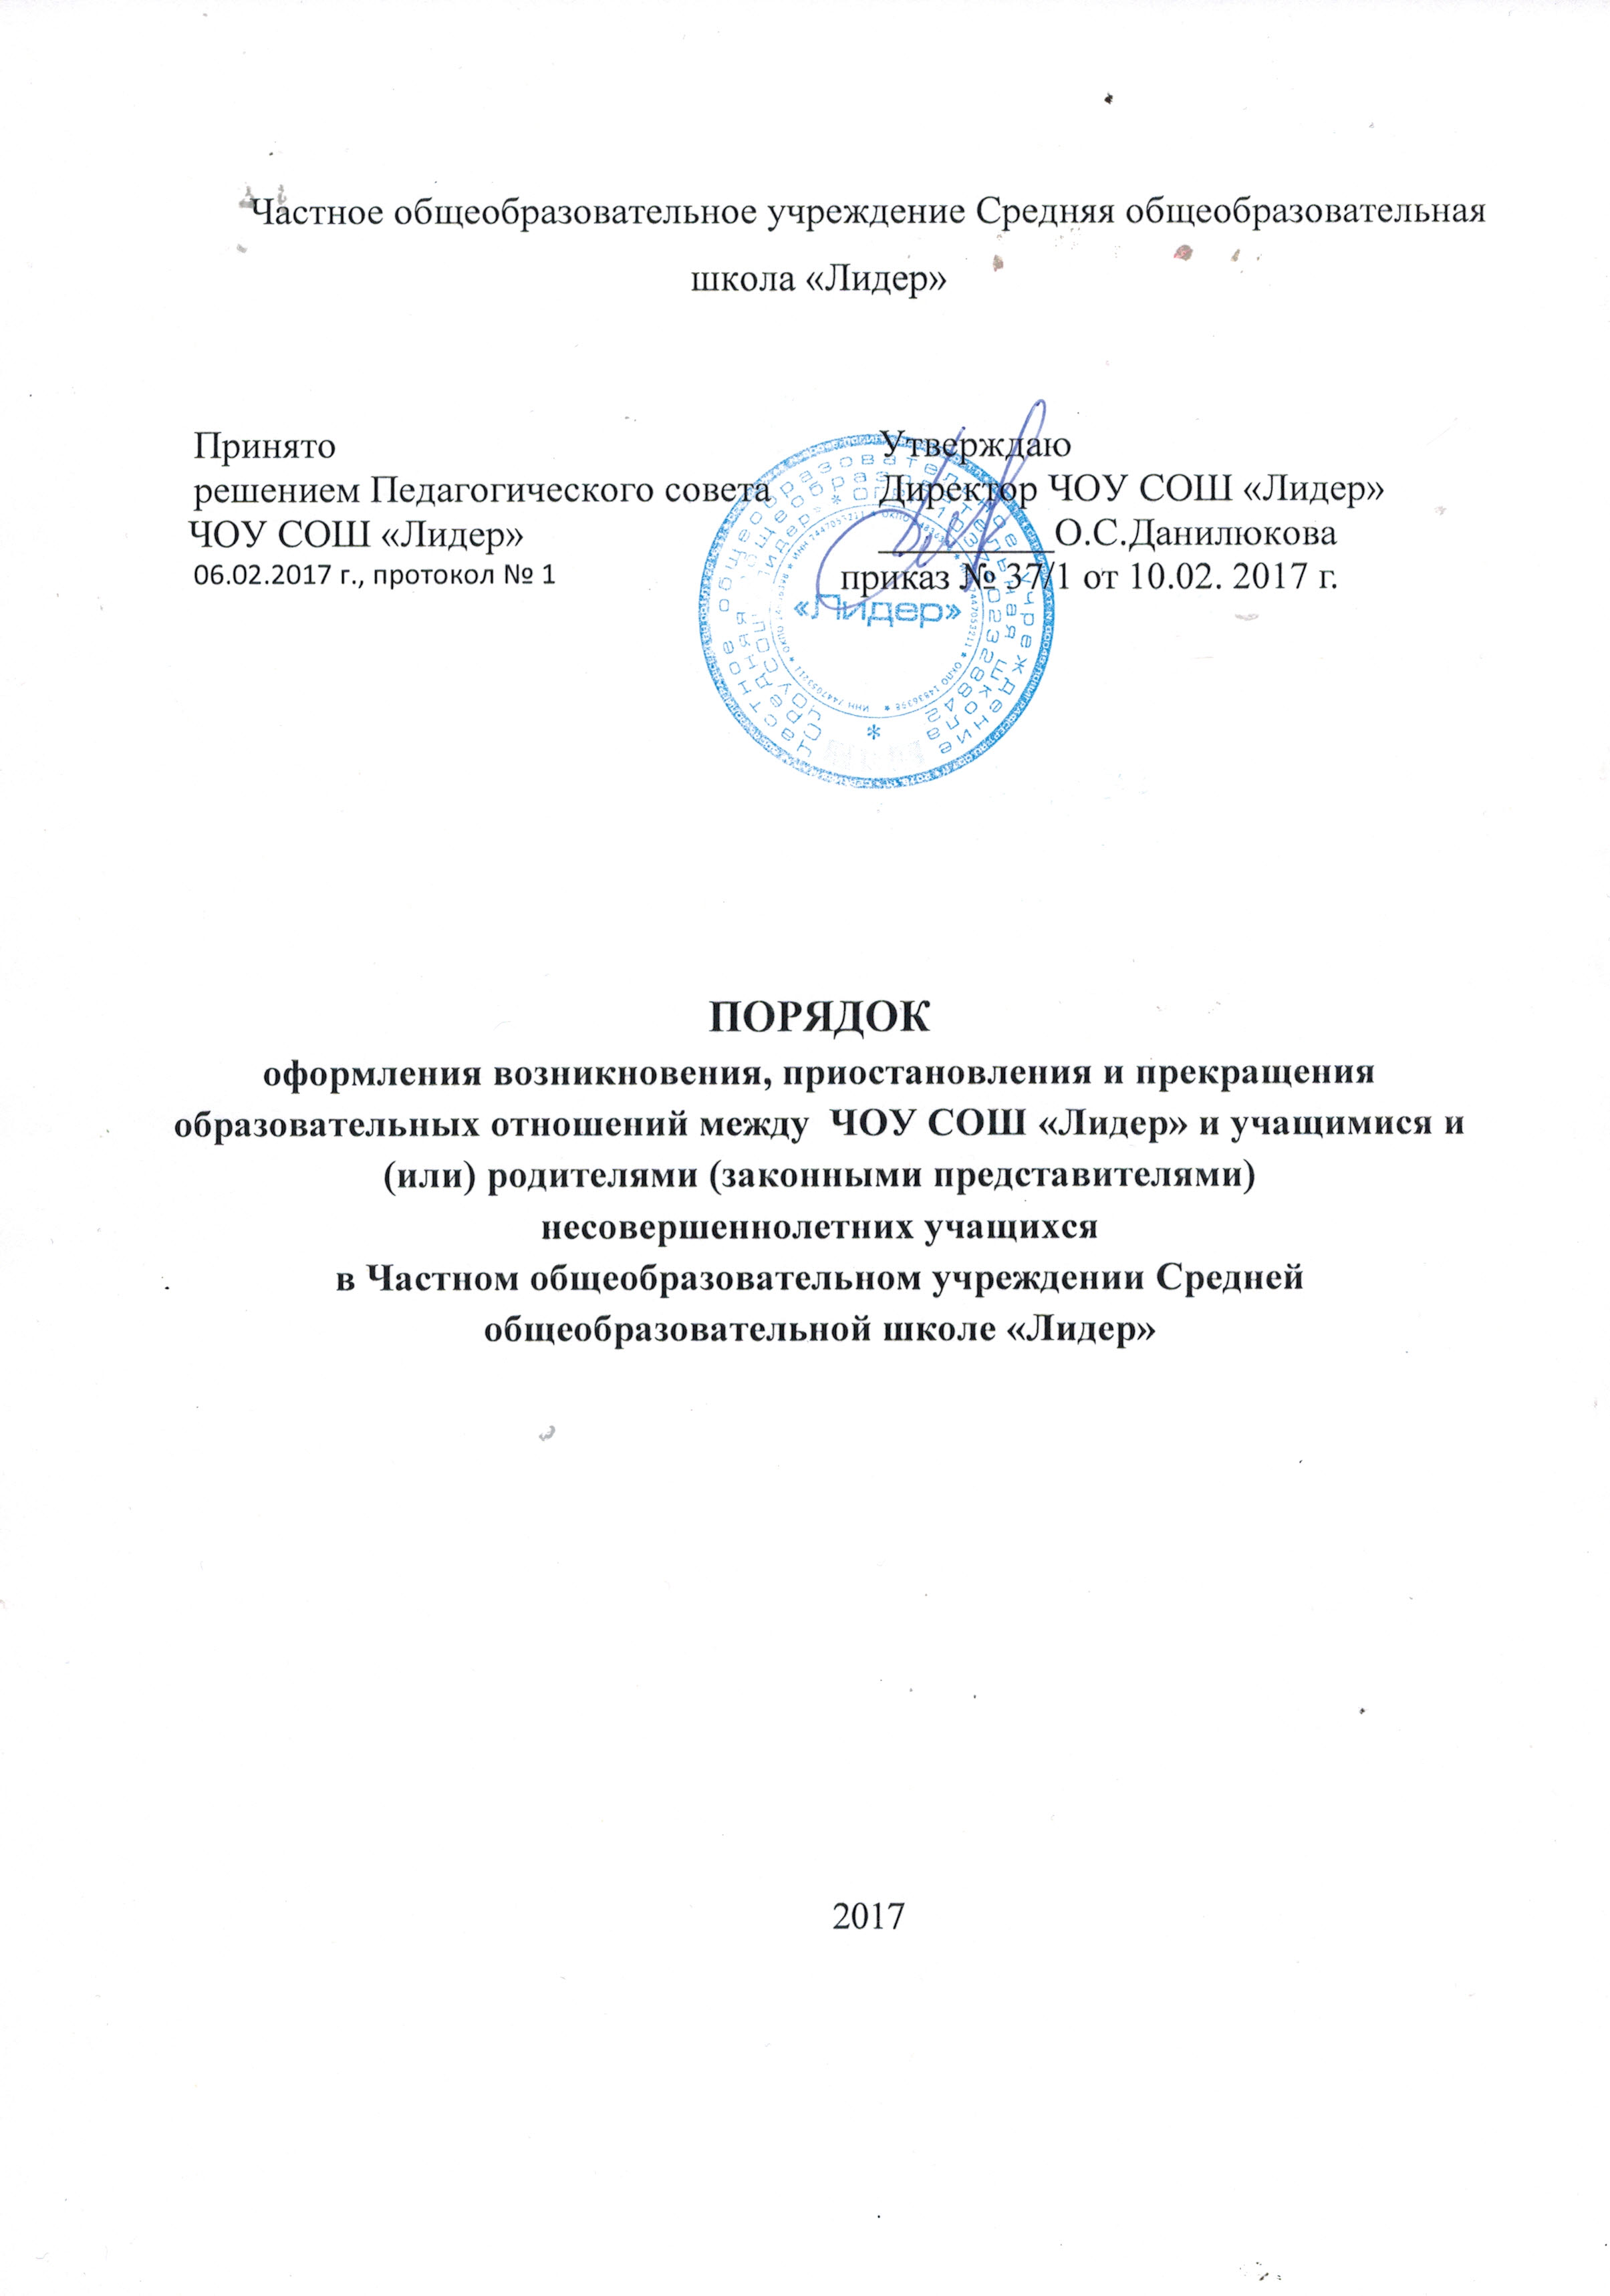 Частное общеобразовательное учреждение Средняя общеобразовательная
школа «Лидер»
Принято
решением Педагогического совета
ЧОУ СОШ «Лидер»
06.02.2017 г., протокол № 1
Утверждаю
Директор ЧОУ СОШ «Лидер»
___________О.С.Данилюкова
приказ № 37/1 от 10.02. 2017 г.
«Лидер»
ПОРЯДОК
оформления возникновения, приостановления и прекращения
образовательных отношений между ЧОУ СОШ «Лидер» и учащимися и
(или) родителями (законными представителями)
несовершеннолетних учащихся
в Частном общеобразовательном учреждении Средней
общеобразовательной школе «Лидер»
2017